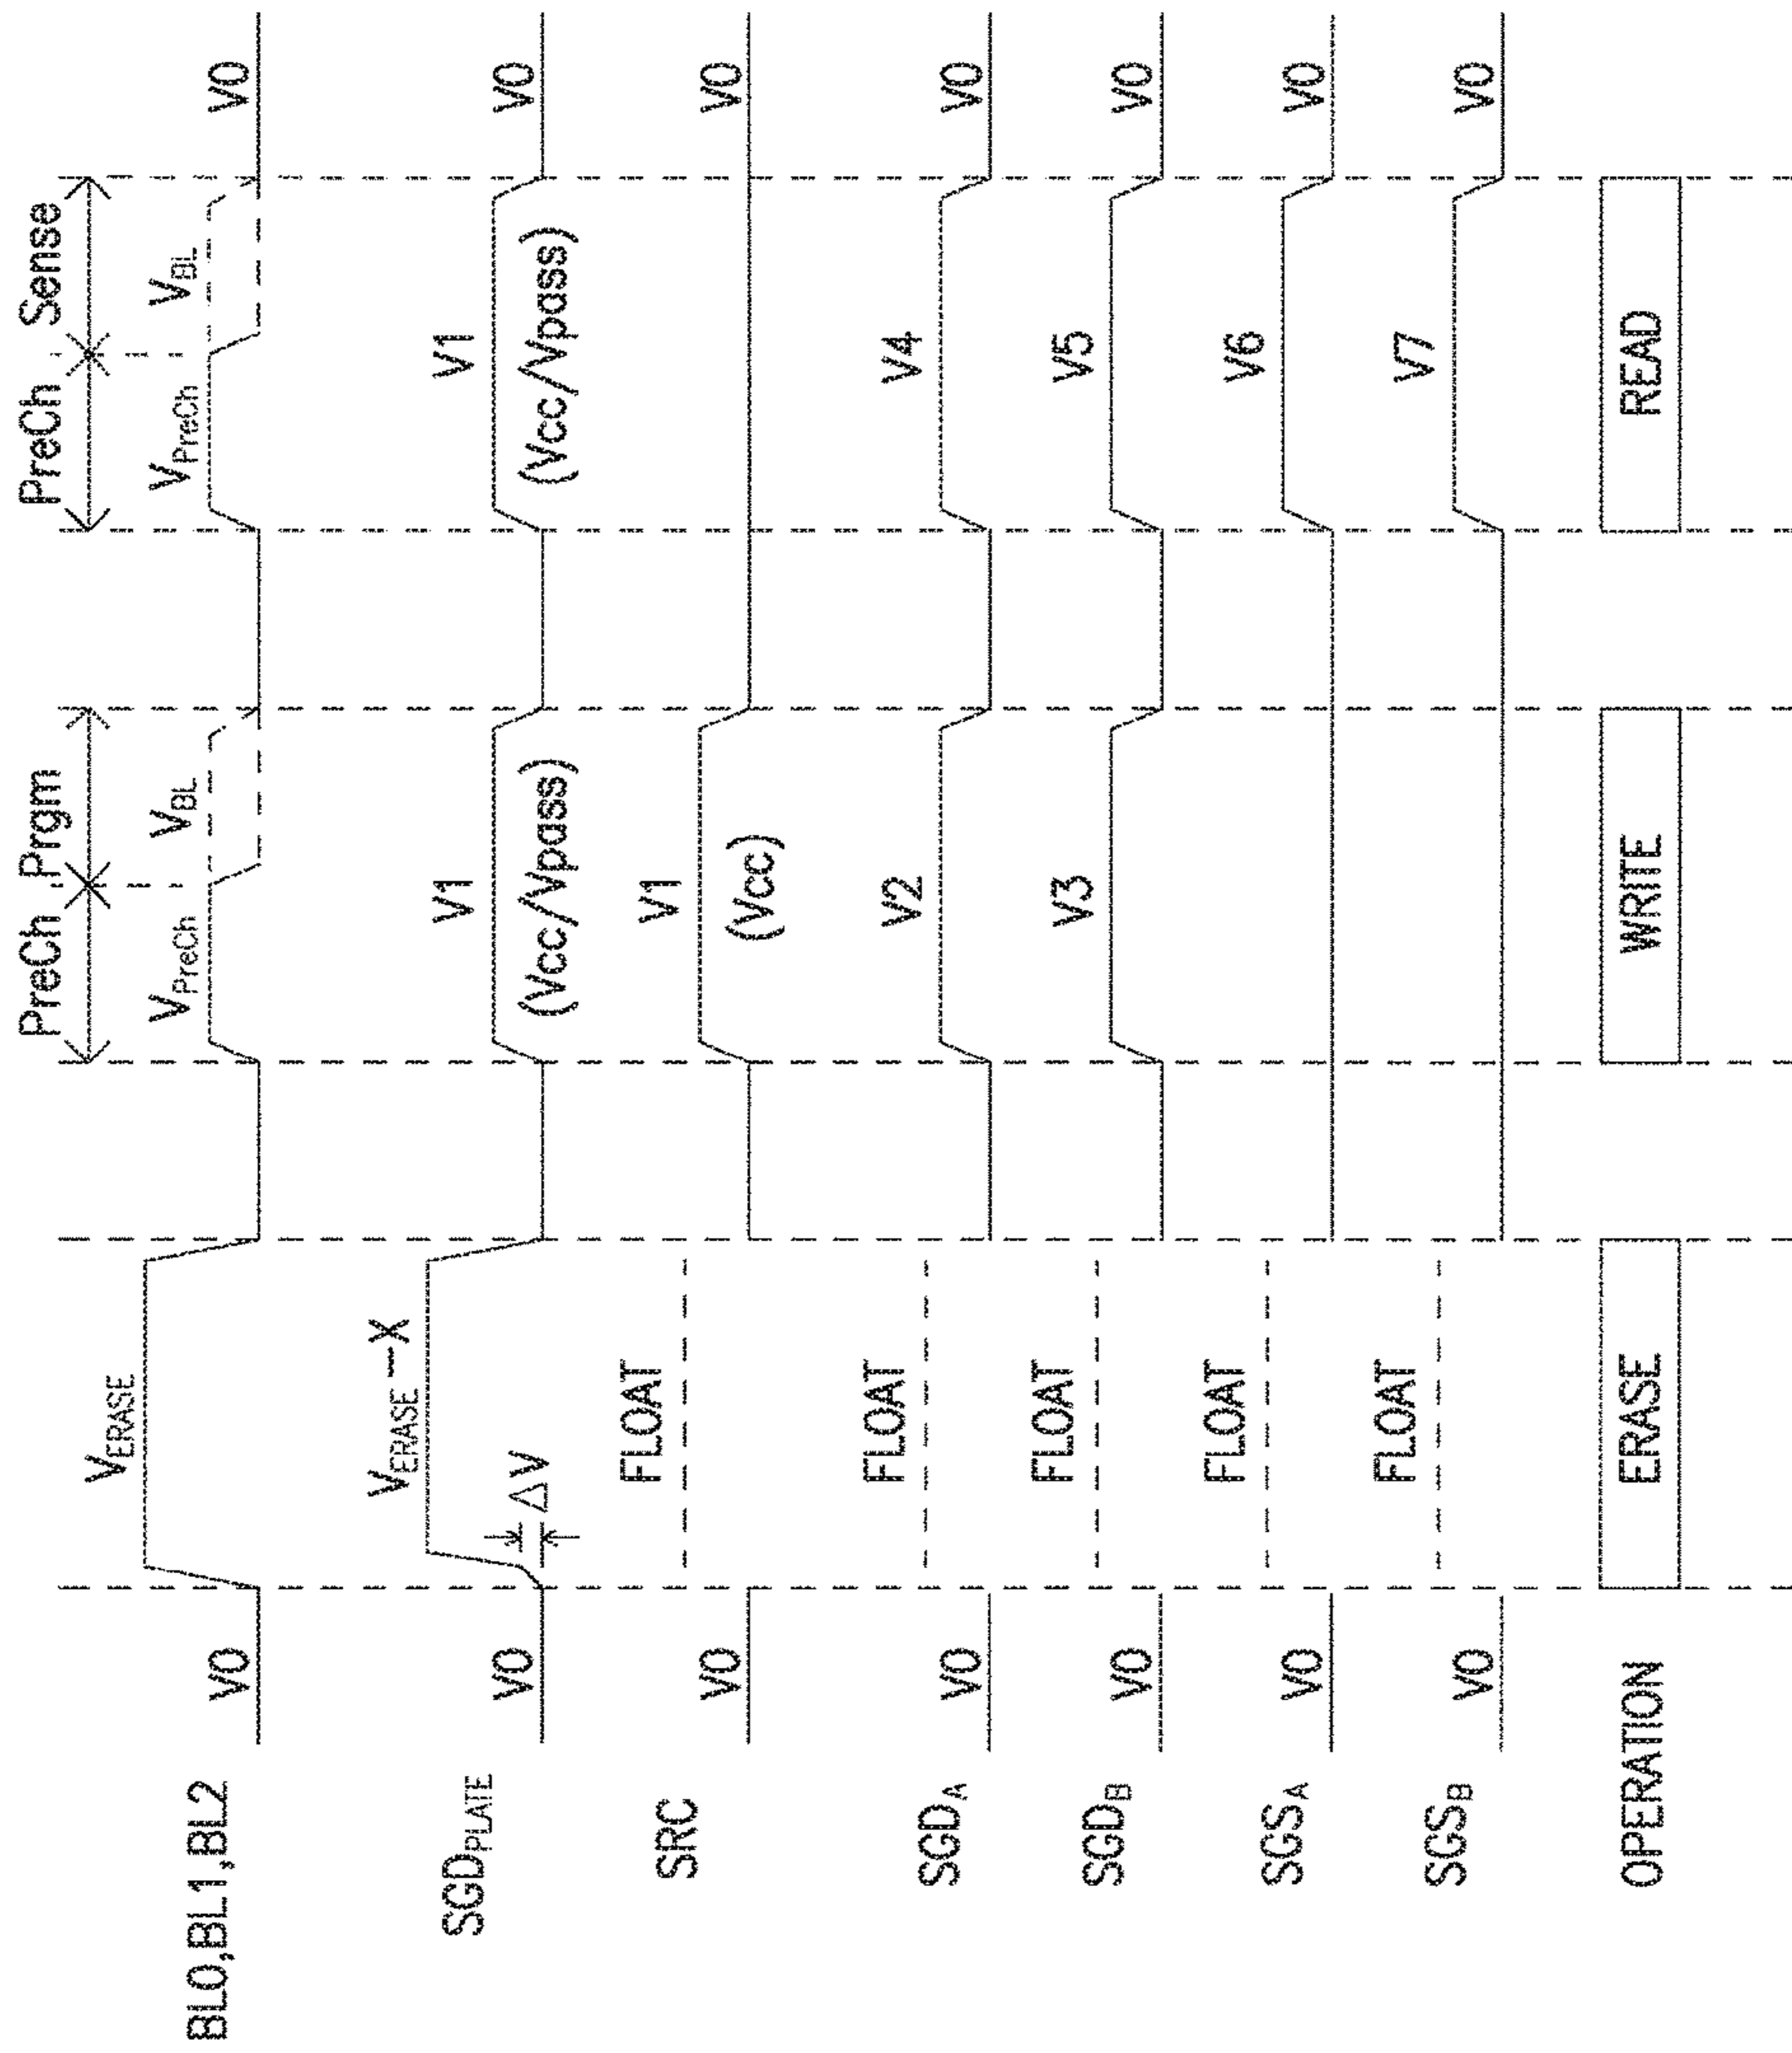 PreCh Prgm PreCh Sense
BL0,BL1,BL2 V0 VERASE VPreCh VBL VPreCh VBL V0
SGDPLATE V0 ΔV VERASE−X V1 (Vcc/Vpass) V1 (Vcc/Vpass) V0
SRC V0 FLOAT V1 (Vcc) V0
SGDA V0 FLOAT V2 V4 V0
SGDB V0 FLOAT V3 V5 V0
SGSA V0 FLOAT V6 V0
SGSB V0 FLOAT V7 V0
OPERATION ERASE WRITE READ